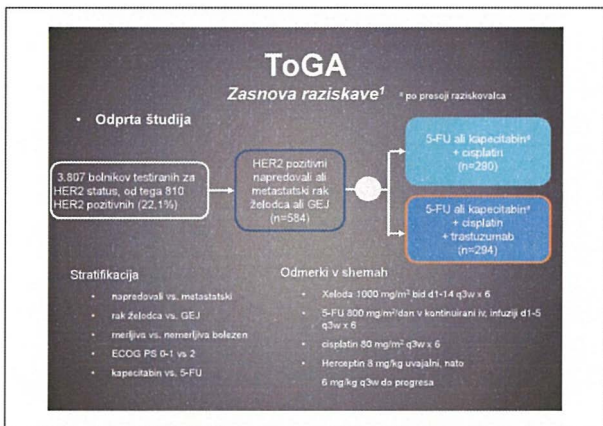 ToGA
Zasnova raziskave¹
# po presoji raziskovalca
• Odprta študija
3.807 bolnikov testiranih za
HER2 status, od tega 810
HER2 pozitivnih (22,1%)
HER2 pozitivni
napredovali ali
metastatski rak
želodca ali GEJ
(n=584)
5-FU ali kapecitabin#
+ cisplatin
(n=290)
5-FU ali kapecitabin#
+ cisplatin
+ trastuzumab
(n=294)
Stratifikacija
• napredovali vs. metastatski
• rak želodca vs. GEJ
• merljiva vs. nemerljiva bolezen
• ECOG PS 0-1 vs 2
• kapecitabin vs. 5-FU
Odmerki v shemah
• Xeloda 1000 mg/m² bid d1-14 q3w x 6
• 5-FU 800 mg/m²/dan v kontinuirani iv, infuziji d1-5
q3w x 6
• cisplatin 80 mg/m² q3w x 6
• Herceptin 8 mg/kg uvajalni, nato
6 mg/kg q3w do progresa